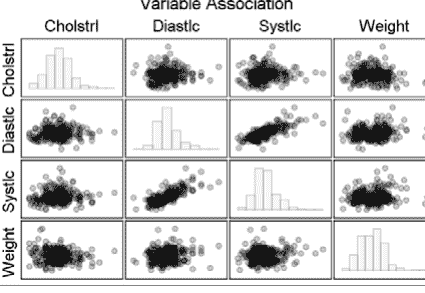 Variable Association
Cholstrl Diastlc Systlc Weight
Cholstrl
Diastlc
Systlc
Weight